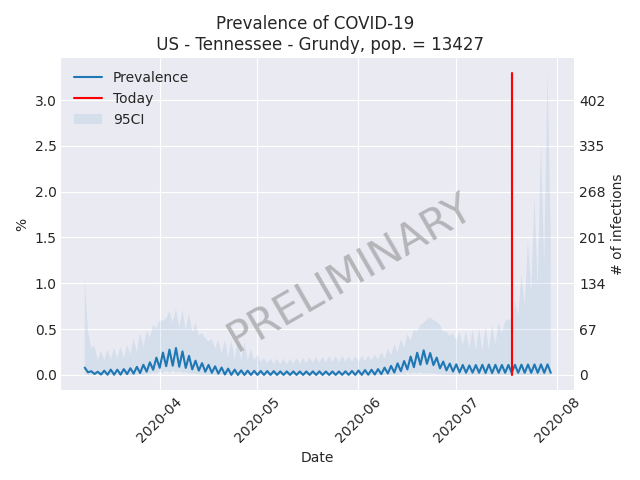 Prevalence of COVID-19
US - Tennessee - Grundy, pop. = 13427
Prevalence
Today
95CI
PRELIMINARY
3.0
2.5
2.0
1.5
1.0
0.5
0.0
%
402
335
268
201
134
67
0
# of infections
2020-04
2020-05
2020-06
2020-07
2020-08
Date